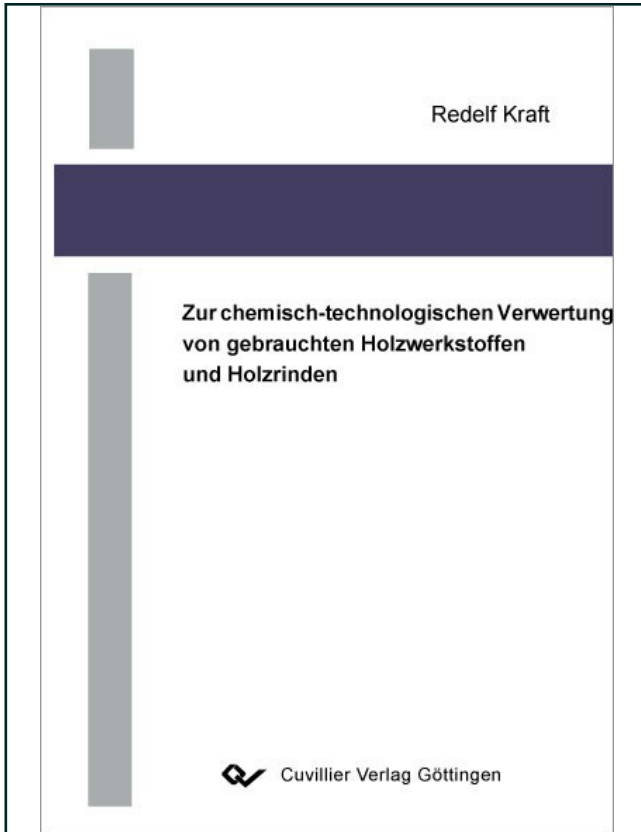 Redelf Kraft
Zur chemisch-technologischen Verwertung
von gebrauchten Holzwerkstoffen
und Holzrinden
Cuvillier Verlag Göttingen